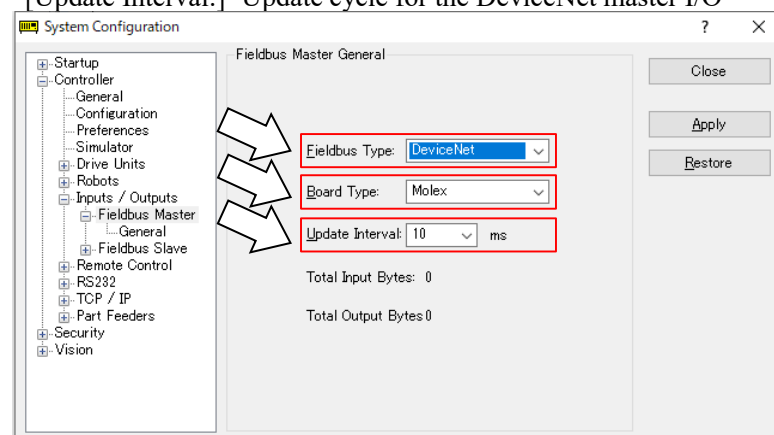 [Update Interval:] Update cycle for the DeviceNet master I/O
System Configuration
Startup
Controller
General
Configuration
Preferences
Simulator
Drive Units
Robots
Inputs / Outputs
Fieldbus Master
General
Fieldbus Slave
Remote Control
RS232
TCP / IP
Part Feeders
Security
Vision
Fieldbus Master General
Fieldbus Type: DeviceNet
Board Type: Molex
Update Interval: 10 ms
Total Input Bytes: 0
Total Output Bytes 0
Close
Apply
Restore